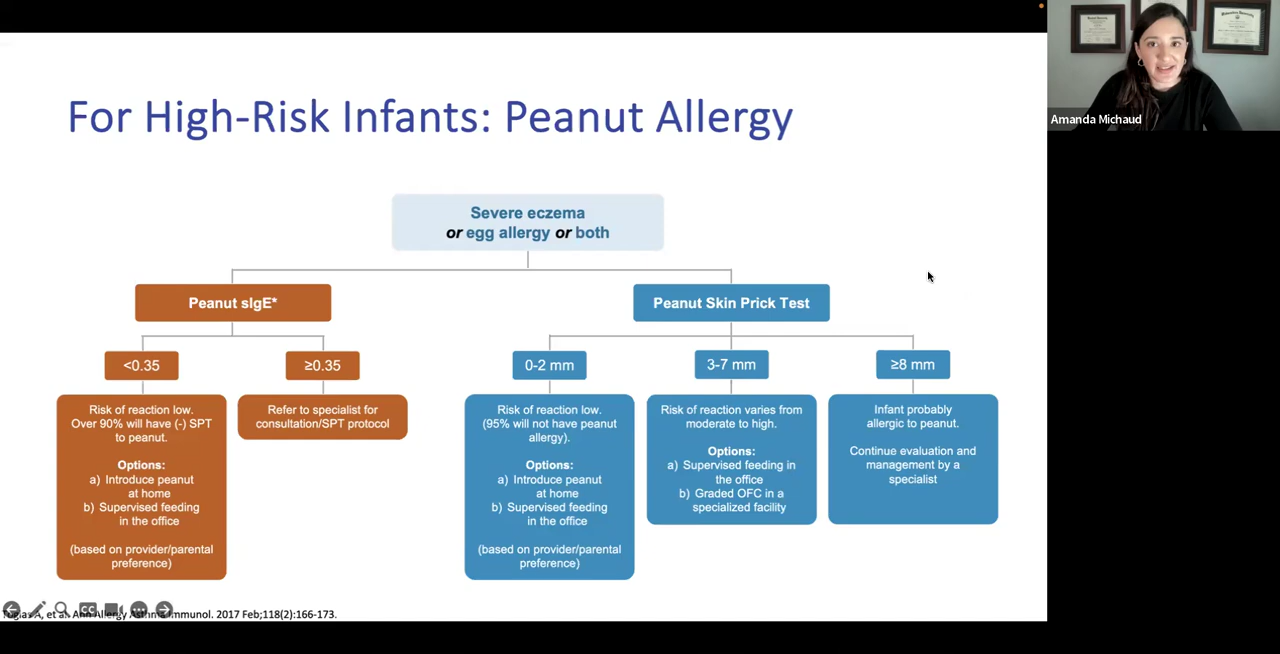 For High-Risk Infants: Peanut Allergy
Amanda Michaud
Severe eczema
or egg allergy or both
Peanut sIgE*
Peanut Skin Prick Test
<0.35
≥0.35
0-2 mm
3-7 mm
≥8 mm
Risk of reaction low.
Over 90% will have (-) SPT
to peanut.
Options:
a) Introduce peanut
at home
b) Supervised feeding
in the office
(based on provider/parental
preference)
Refer to specialist for
consultation/SPT protocol
Risk of reaction low.
(95% will not have peanut
allergy).
Options:
a) Introduce peanut
at home
b) Supervised feeding
in the office
(based on provider/parental
preference)
Risk of reaction varies from
moderate to high.
Options:
a) Supervised feeding in
the office
b) Graded OFC in a
specialized facility
Infant probably
allergic to peanut.
Continue evaluation and
management by a
specialist
A, et al. Ann Allergy Asthma Immunol. 2017 Feb;118(2):166-173.